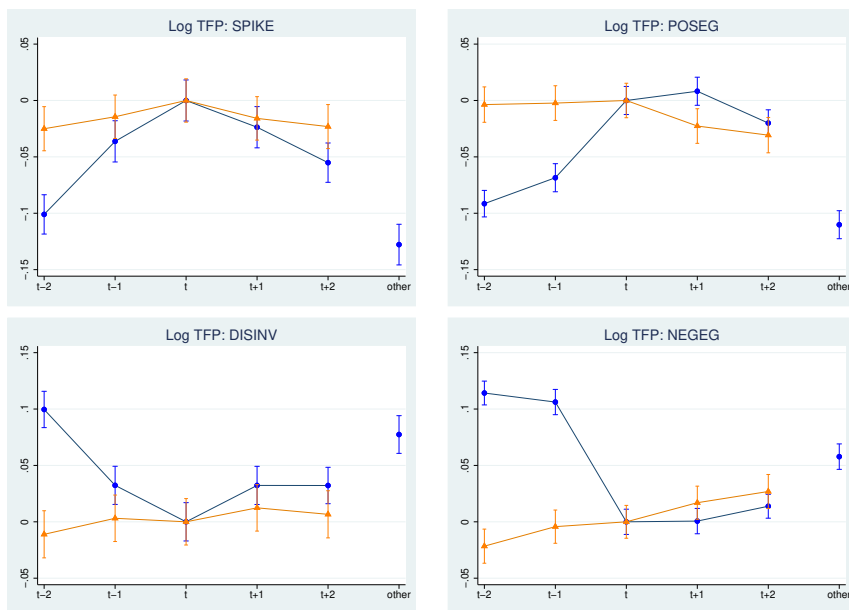 Log TFP: SPIKE
.05
0
-.05
-.1
-.15
t-2 t-1 t t+1 t+2 other
Log TFP: POSEG
.05
0
-.05
-.1
-.15
t-2 t-1 t t+1 t+2 other
Log TFP: DISINV
.15
.1
.05
0
-.05
t-2 t-1 t t+1 t+2 other
Log TFP: NEGEG
.15
.1
.05
0
-.05
t-2 t-1 t t+1 t+2 other